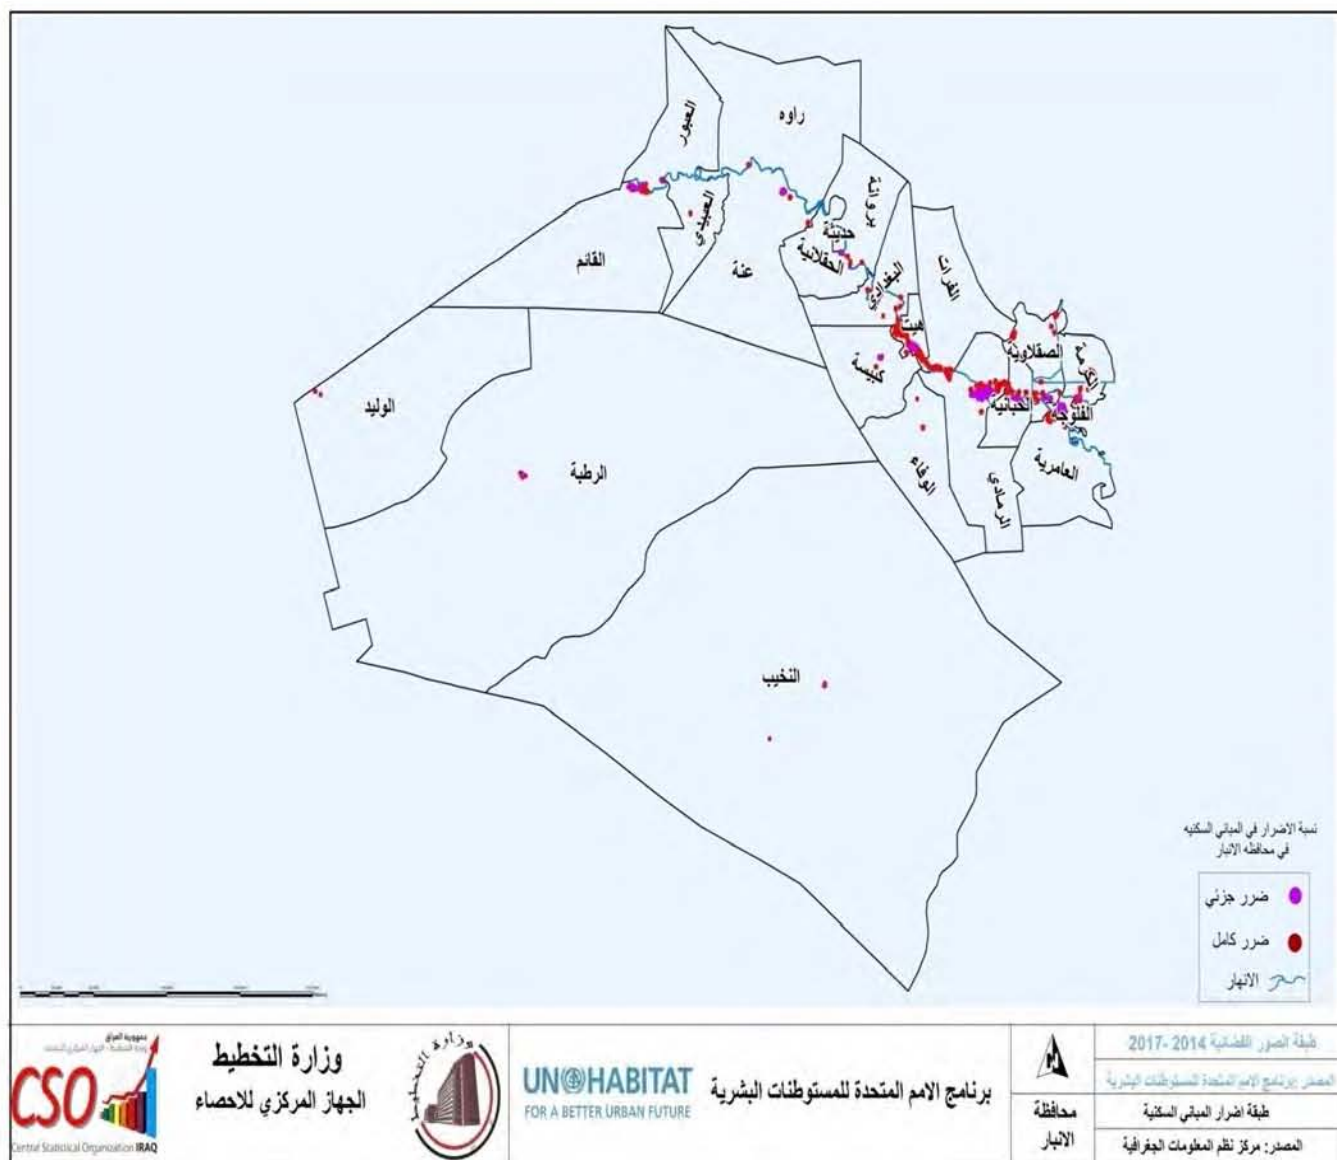 العبور
راوه
بروانة
العبيدي
القائم
عنة
حديثة
الحقلانية
البغدادي
الفرات
هيت
الصقلاوية
الكرمة
كبيسة
الحبانية
الفلوجة
العامرية
الوفاء
الرمادي
الوليد
الرطبة
النخيب
نسبة الاضرار في المباني السكنيه
في محافظه الانبار
ضرر جزئي
ضرر كامل
الانهار
جمهورية العراق
CSO
Central Statistical Organization IRAQ
وزارة التخطيط
الجهاز المركزي للاحصاء
وزارة التخطيط
UN HABITAT
FOR A BETTER URBAN FUTURE
برنامج الامم المتحدة للمستوطنات البشرية
محافظة
الانبار
طبقة الصور الفضائية 2014 -2017
المصدر :برنامج الامم المتحدة للمستوطنات البشرية
طبقة اضرار المباني السكنية
المصدر: مركز نظم المعلومات الجغرافية